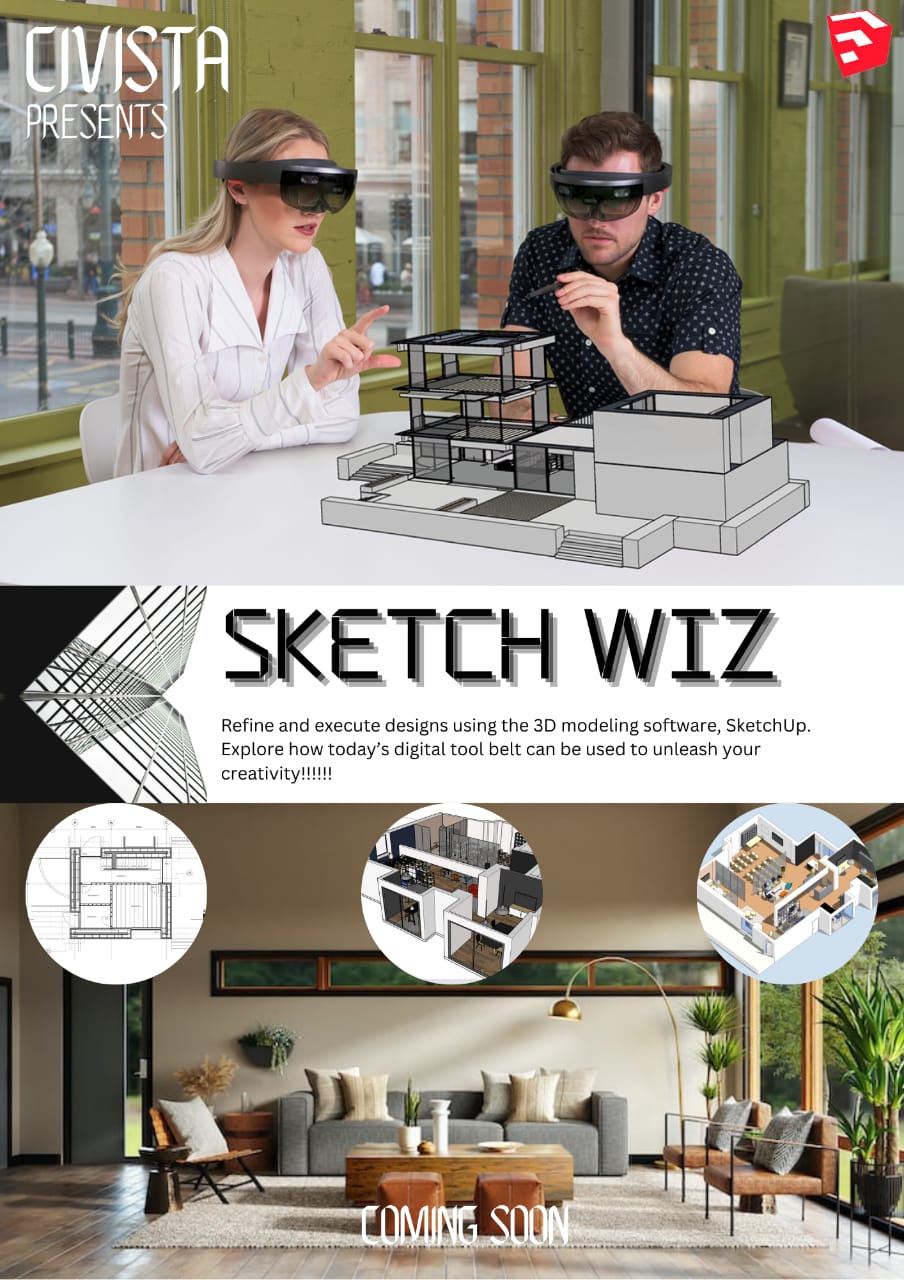 CIVISTA
PRESENTS
SKETCH WIZ
Refine and execute designs using the 3D modeling software, SketchUp.
Explore how today’s digital tool belt can be used to unleash your
creativity!!!!!!
COMING SOON